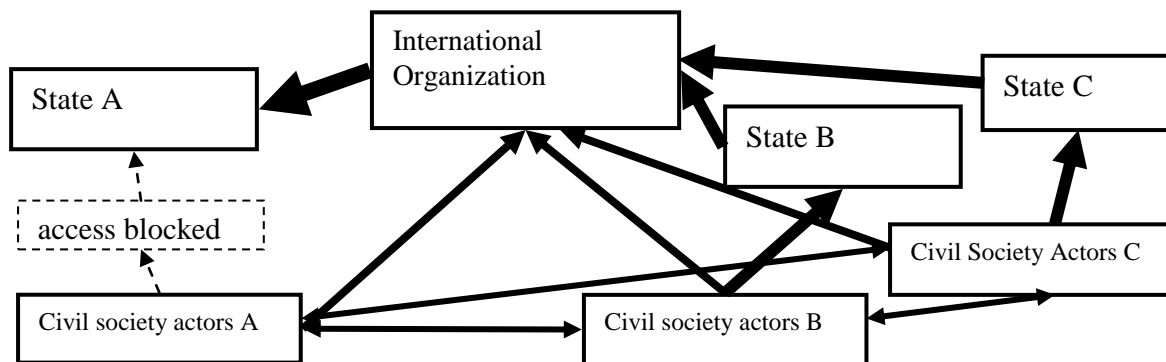 International
Organization
State A
State C
State B
access blocked
Civil Society Actors C
Civil society actors A
Civil society actors B